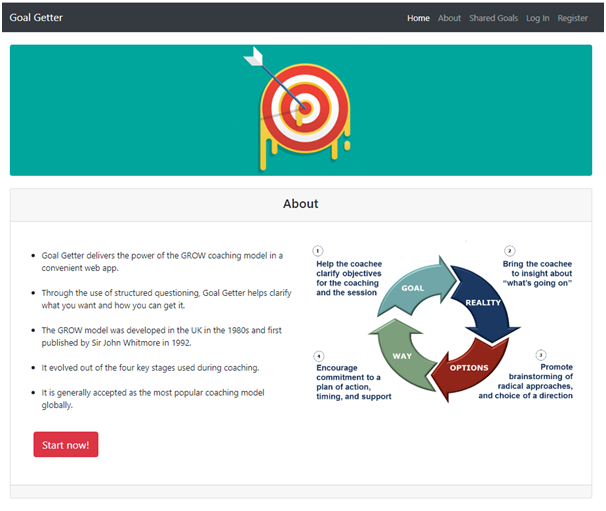 Goal Getter
Home About Shared Goals Log In Register
About
Goal Getter delivers the power of the GROW coaching model in a
convenient web app.
Through the use of structured questioning, Goal Getter helps clarify
what you want and how you can get it.
The GROW model was developed in the UK in the 1980s and first
published by Sir John Whitmore in 1992.
It evolved out of the four key stages used during coaching.
It is generally accepted as the most popular coaching model
globally.
Start now!
1
Help the coachee
clarify objectives
for the coaching
and the session
2
Bring the coachee
to insight about
“what’s going on”
GOAL
REALITY
WAY
OPTIONS
4
Encourage
commitment to a
plan of action,
timing, and support
3
Promote
brainstorming of
radical approaches,
and choice of a direction